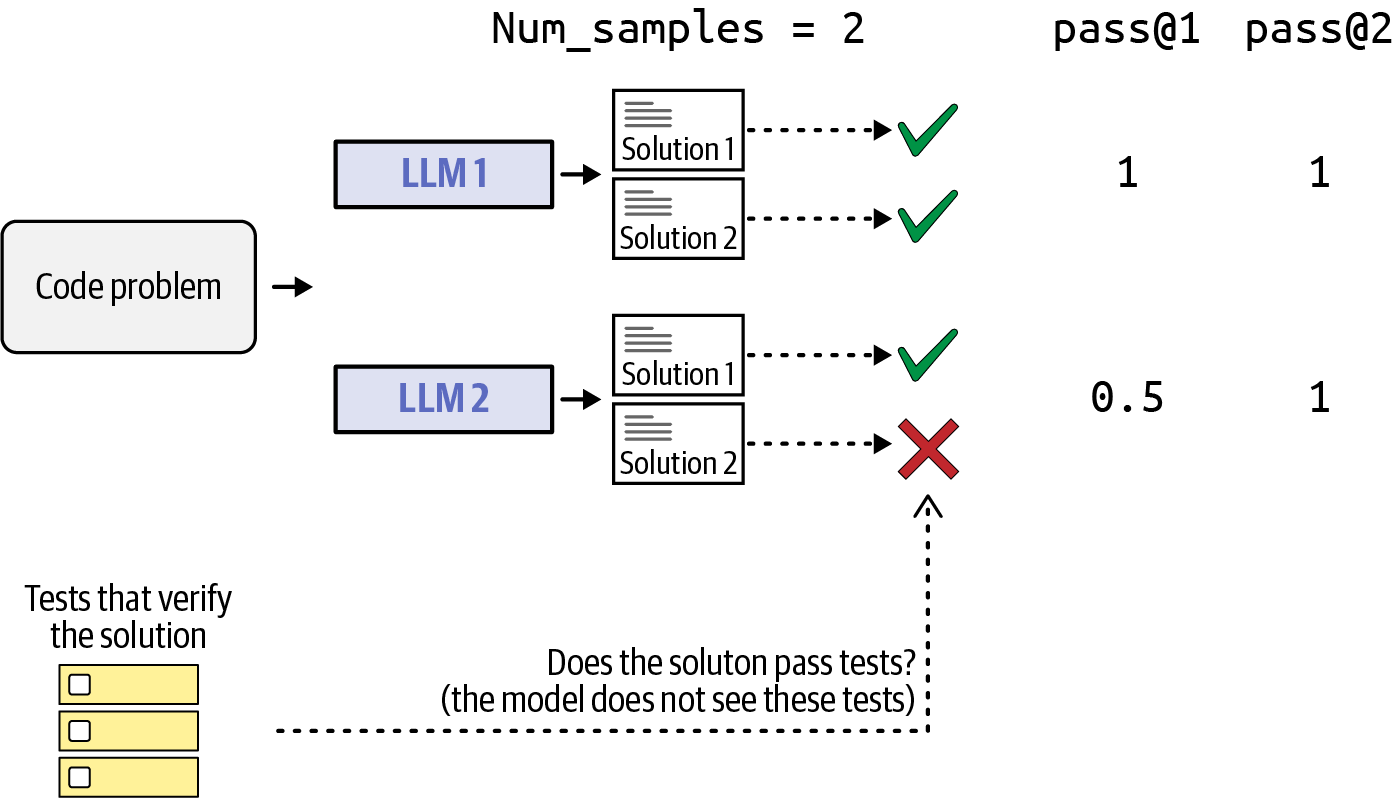 Num_samples = 2
pass@1
pass@2
Solution 1
LLM 1
1
1
Solution 2
Code problem
Solution 1
LLM 2
0.5
1
Solution 2
Tests that verify
the solution
Does the soluton pass tests?
(the model does not see these tests)